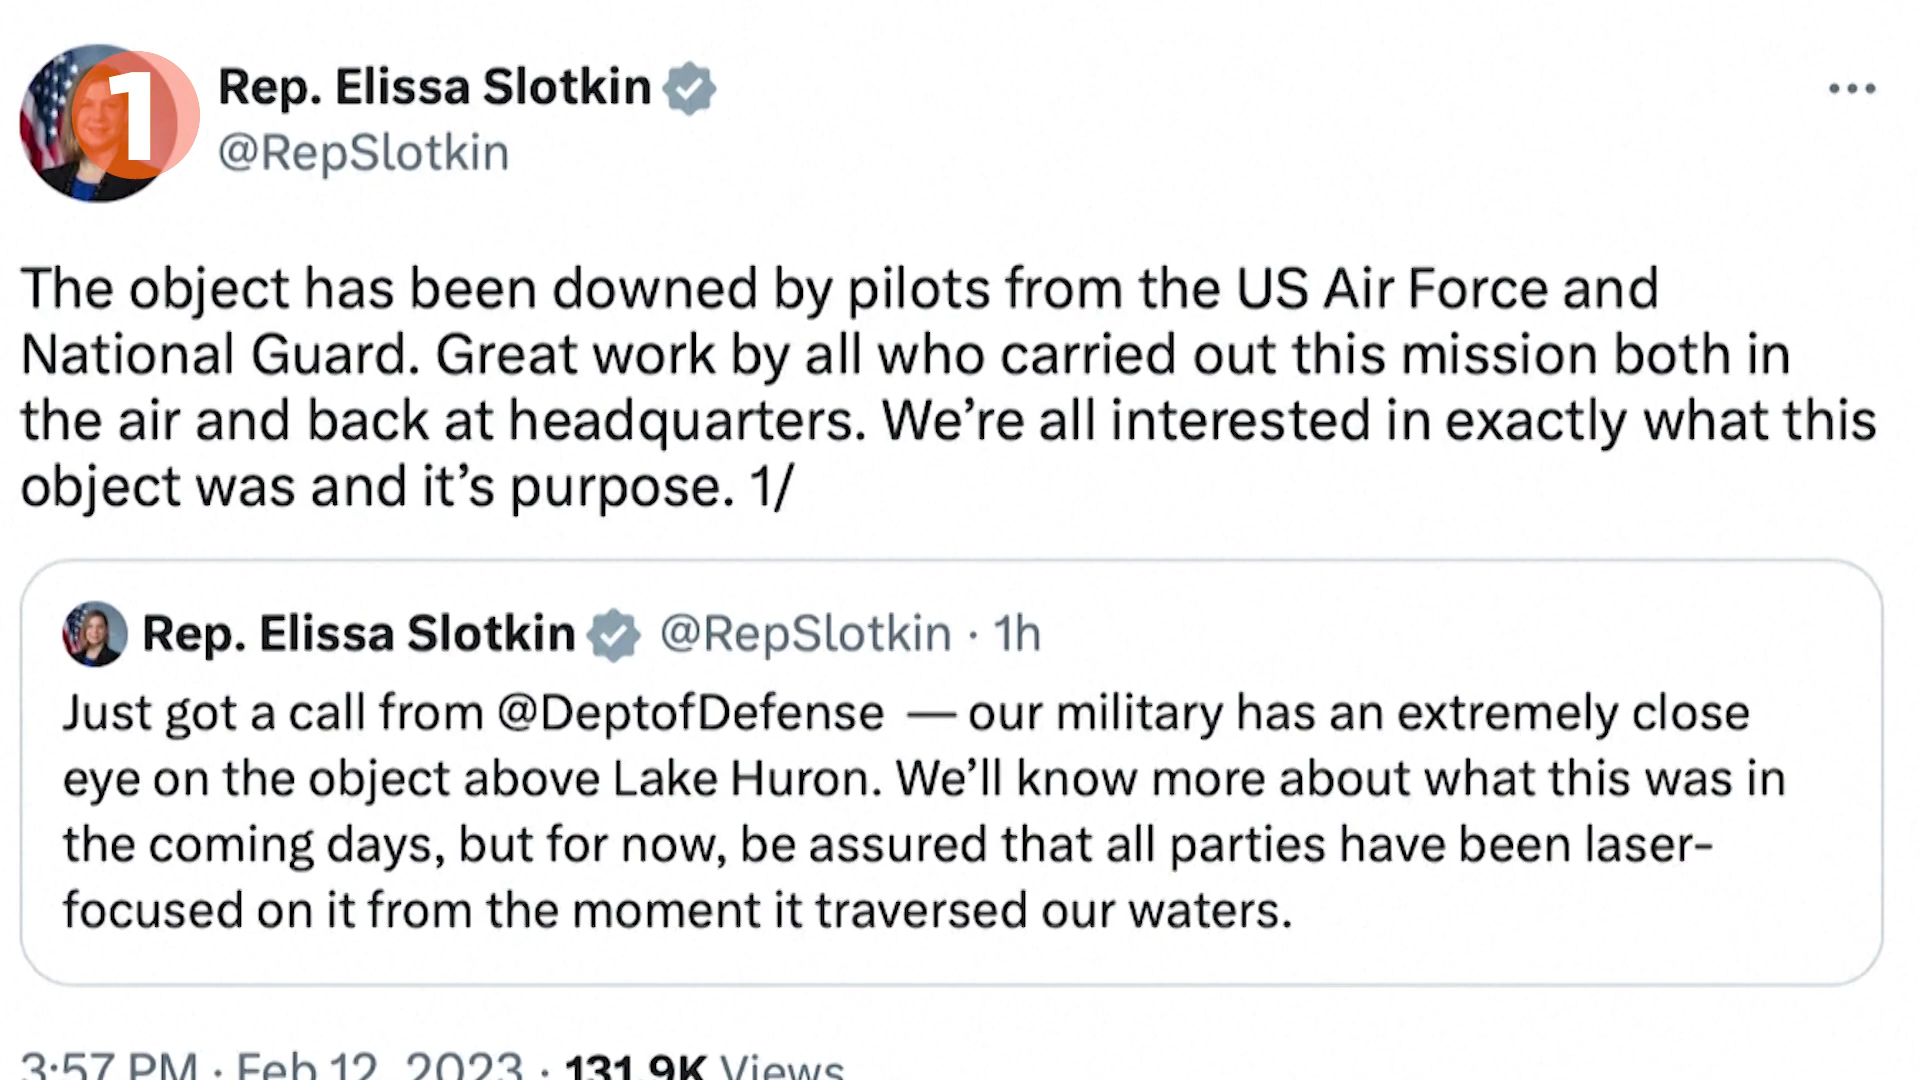 1
Rep. Elissa Slotkin
@RepSlotkin
The object has been downed by pilots from the US Air Force and
National Guard. Great work by all who carried out this mission both in
the air and back at headquarters. We’re all interested in exactly what this
object was and it’s purpose. 1/
Rep. Elissa Slotkin @RepSlotkin · 1h
Just got a call from @DeptofDefense — our military has an extremely close
eye on the object above Lake Huron. We’ll know more about what this was in
the coming days, but for now, be assured that all parties have been laser-
focused on it from the moment it traversed our waters.
3:57 PM · Feb 12, 2023 · 131.9K Views